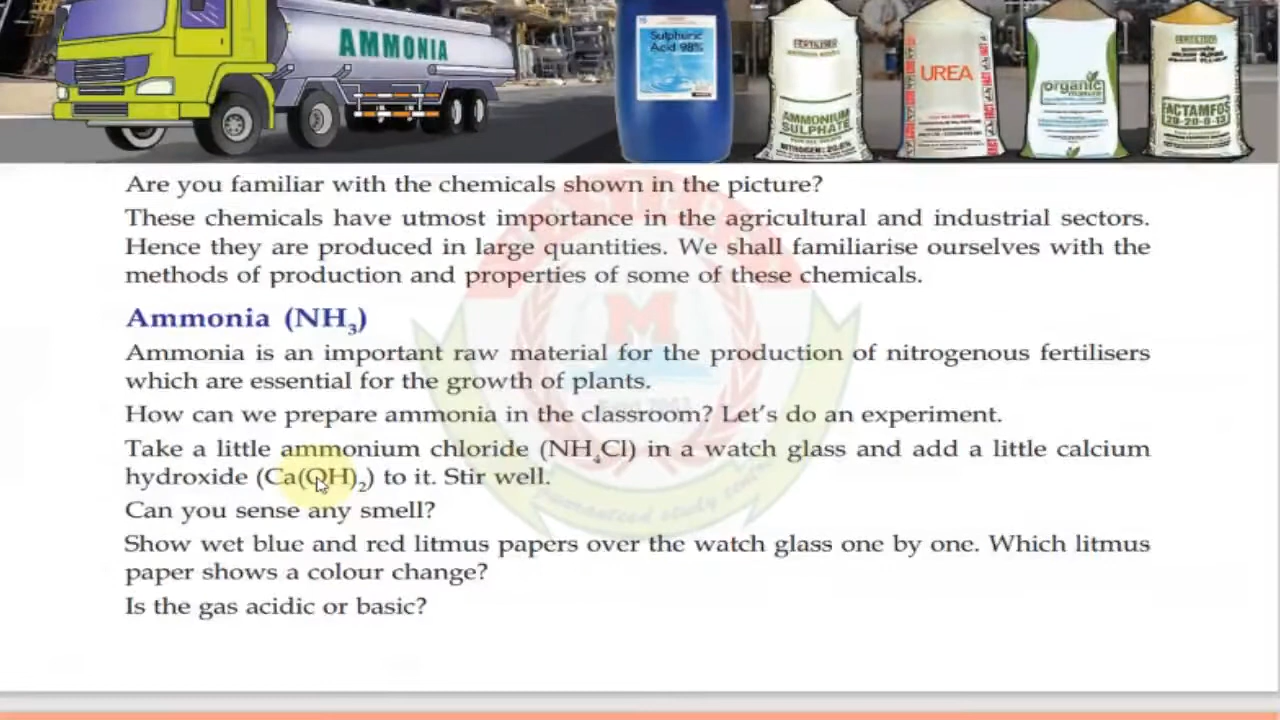 AMMONIA
Sulphuric
Acid 98%
FERTILISER
AMMONIUM
SULPHATE
NITROGEN: 20.6%
UREA
organic
manure
FERTILISER
FACTAMFOS
20-20-0-13
Are you familiar with the chemicals shown in the picture?
These chemicals have utmost importance in the agricultural and industrial sectors.
Hence they are produced in large quantities. We shall familiarise ourselves with the
methods of production and properties of some of these chemicals.
Ammonia (NH₃)
Ammonia is an important raw material for the production of nitrogenous fertilisers
which are essential for the growth of plants.
How can we prepare ammonia in the classroom? Let's do an experiment.
Take a little ammonium chloride (NH₄Cl) in a watch glass and add a little calcium
hydroxide (Ca(OH)₂) to it. Stir well.
Can you sense any smell?
Show wet blue and red litmus papers over the watch glass one by one. Which litmus
paper shows a colour change?
Is the gas acidic or basic?
M